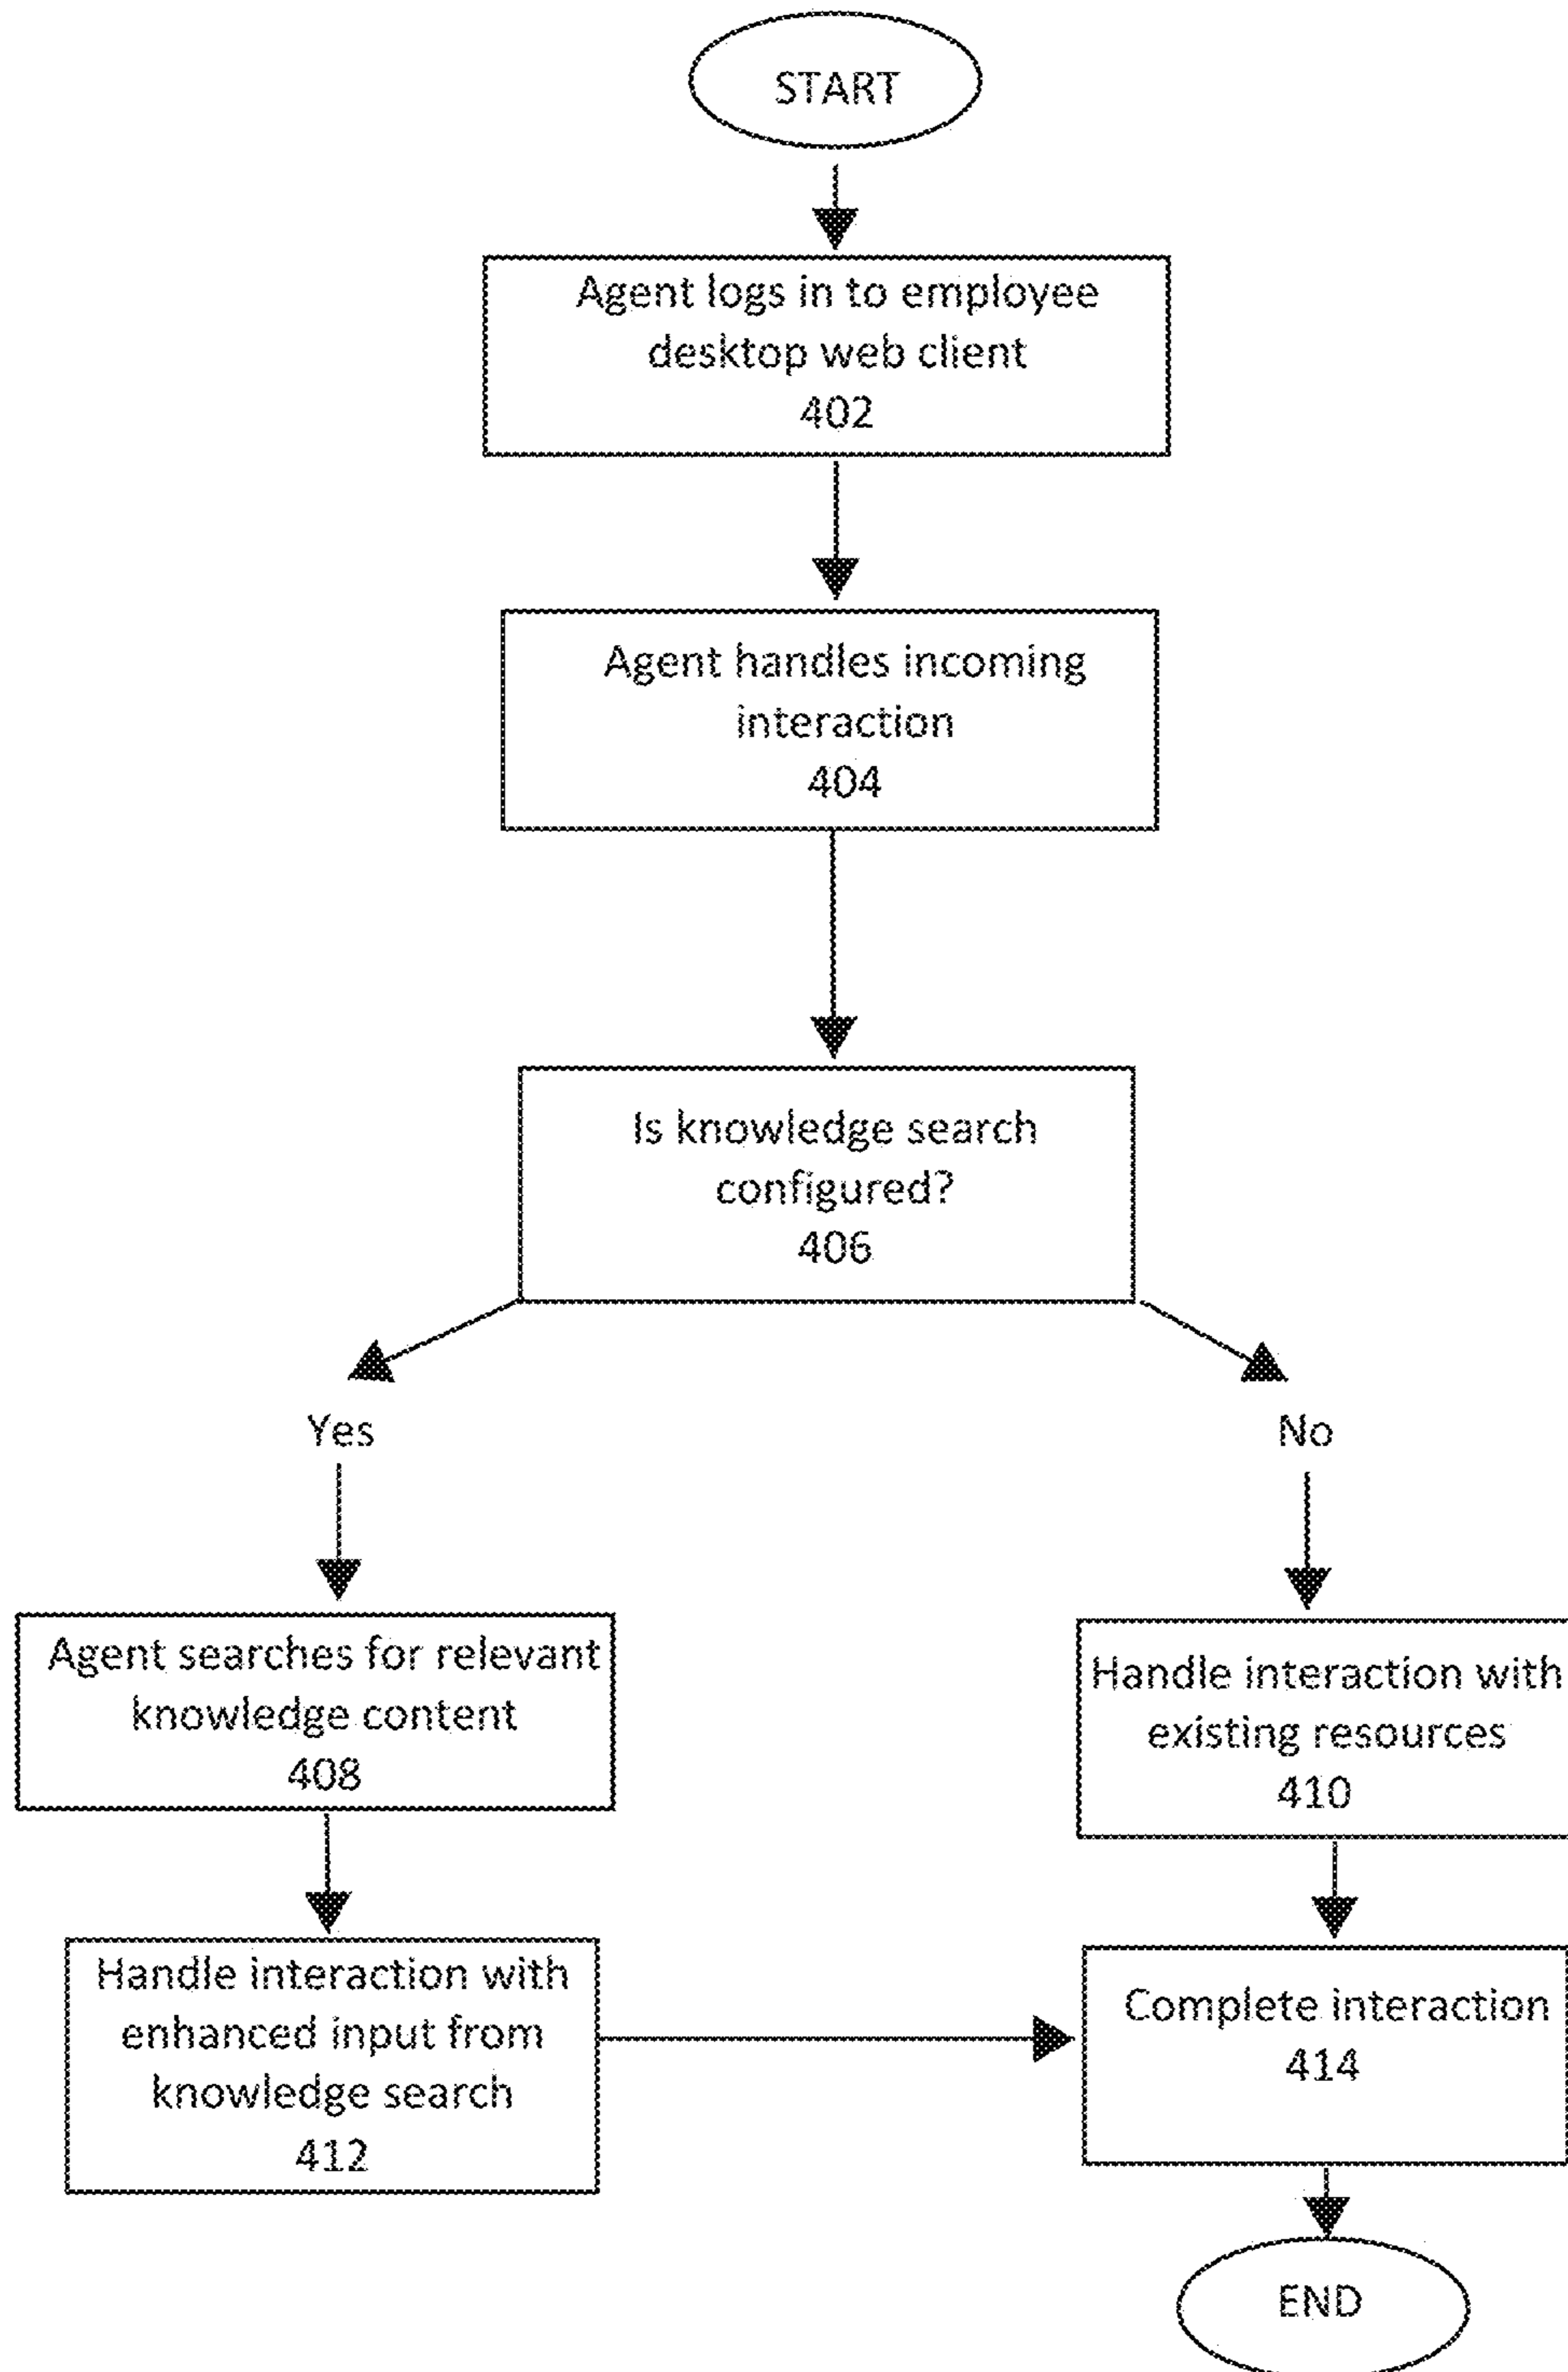 START
Agent logs in to employee
desktop web client
402
Agent handles incoming
interaction
404
Is knowledge search
configured?
406
Yes
No
Agent searches for relevant
knowledge content
408
Handle interaction with
existing resources
410
Handle interaction with
enhanced input from
knowledge search
412
Complete interaction
414
END